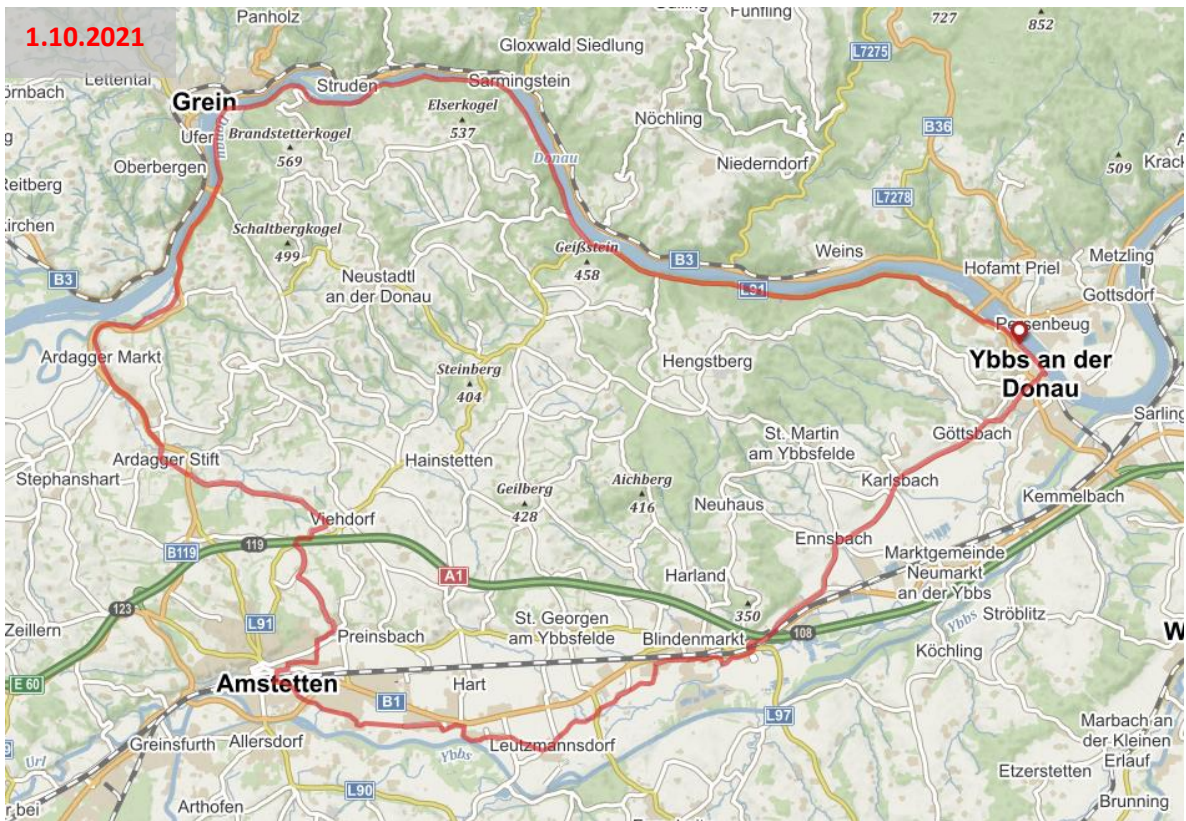 1.10.2021
Panholz
Fünfling
727
852
Gloxwald Siedlung
L7275
Lettental
Struden
Sarmingstein
Grein
Elserkogel
537
Nöchling
B36
Ufer
Brandstetterkogel
569
Donau
Donau
Oberbergen
Niederndorf
509
Reitberg
L7278
Schaltbergkogel
499
Geißstein
458
B3
Weins
Metzling
B3
Neustadtl
an der Donau
L91
Hofamt Priel
Gottsdorf
Persenbeug
Ardagger Markt
Steinberg
404
Hengstberg
Ybbs an der
Donau
St. Martin
am Ybbsfelde
Göttsbach
Ardagger Stift
Hainstetten
Stephanshart
Geilberg
428
Aichberg
416
Neuhaus
Karlsbach
Kemmelbach
Viehdorf
Ennsbach
B119
119
A1
Harland
350
Marktgemeinde
Neumarkt
an der Ybbs
123
Zeillern
L91
Preinsbach
St. Georgen
am Ybbsfelde
Blindenmarkt
108
Ybbs
Ströblitz
Köchling
E 60
Amstetten
B1
Hart
L97
Greinsfurth
Allersdorf
Ybbs
Leutzmannsdorf
Marbach an
der Kleinen
Erlauf
Url
L90
Etzerstetten
Arthofen
Brunning